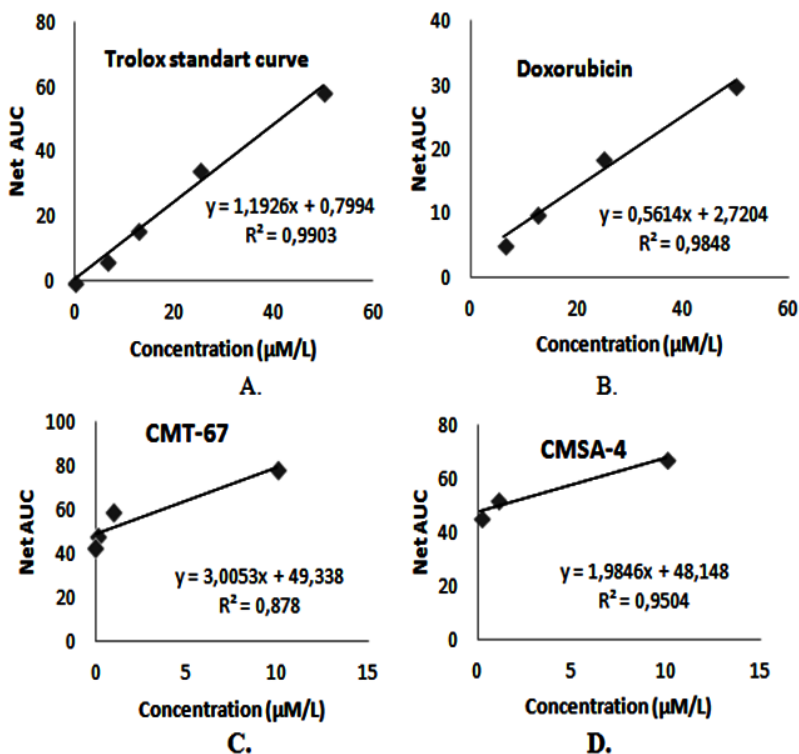 Trolox standart curve
80
60
40
20
0
Net AUC
y = 1,1926x + 0,7994
R² = 0,9903
0 20 40 60
Concentration (µM/L)
A.
Doxorubicin
40
30
20
10
0
Net AUC
y = 0,5614x + 2,7204
R² = 0,9848
0 20 40 60
Concentration (µM/L)
B.
CMT-67
100
80
60
40
20
0
Net AUC
y = 3,0053x + 49,338
R² = 0,878
0 5 10 15
Concentration (µM/L)
C.
CMSA-4
80
60
40
20
0
Net AUC
y = 1,9846x + 48,148
R² = 0,9504
0 5 10 15
Concentration (µM/L)
D.